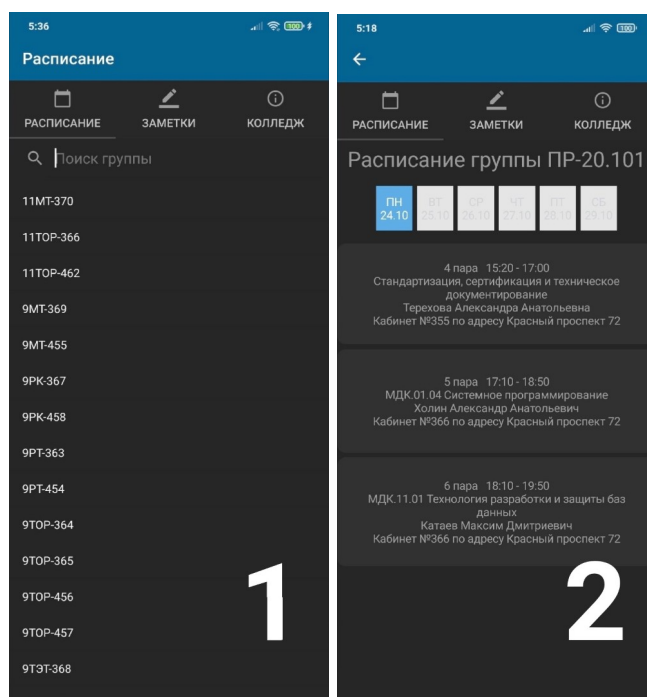 5:36
100
Расписание
РАСПИСАНИЕ ЗАМЕТКИ КОЛЛЕДЖ
Поиск группы
11МТ-370
11ТОР-366
11ТОР-462
9МТ-369
9МТ-455
9РК-367
9РК-458
9РТ-363
9РТ-454
9ТОР-364
9ТОР-365
9ТОР-456
9ТОР-457
9ТЭТ-368
1
5:18
100
РАСПИСАНИЕ ЗАМЕТКИ КОЛЛЕДЖ
Расписание группы ПР-20.101
ПН ВТ СР ЧТ ПТ СБ
24.10 25.10 26.10 27.10 28.10 29.10
4 пара 15:20 - 17:00
Стандартизация, сертификация и техническое
документирование
Терехова Александра Анатольевна
Кабинет №355 по адресу Красный проспект 72
5 пара 17:10 - 18:50
МДК.01.04 Системное программирование
Холин Александр Анатольевич
Кабинет №366 по адресу Красный проспект 72
6 пара 18:10 - 19:50
МДК.11.01 Технология разработки и защиты баз
данных
Катаев Максим Дмитриевич
Кабинет №366 по адресу Красный проспект 72
2